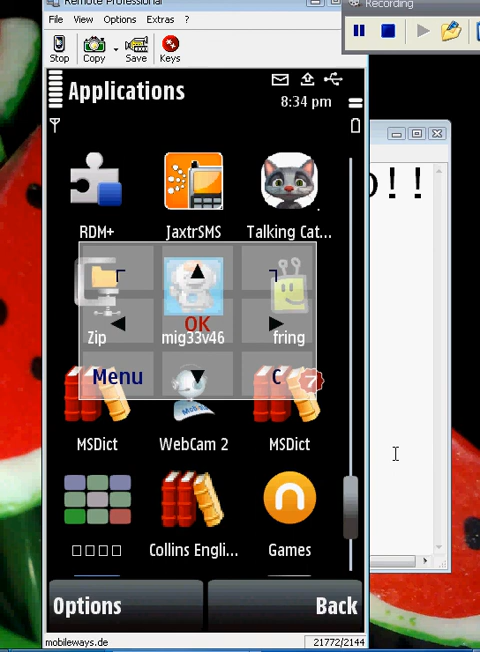 Remote Professional
Recording
File View Options Extras ?
Stop Copy Save Keys
Applications
8:34 pm
o!!
RDM+ JaxtrSMS Talking Cat...
Zip mig33v46 fring
OK
Menu C 7
MSDict WebCam 2 MSDict
□□□□ Collins Engli... Games
Options Back
mobileways.de 21772/2144